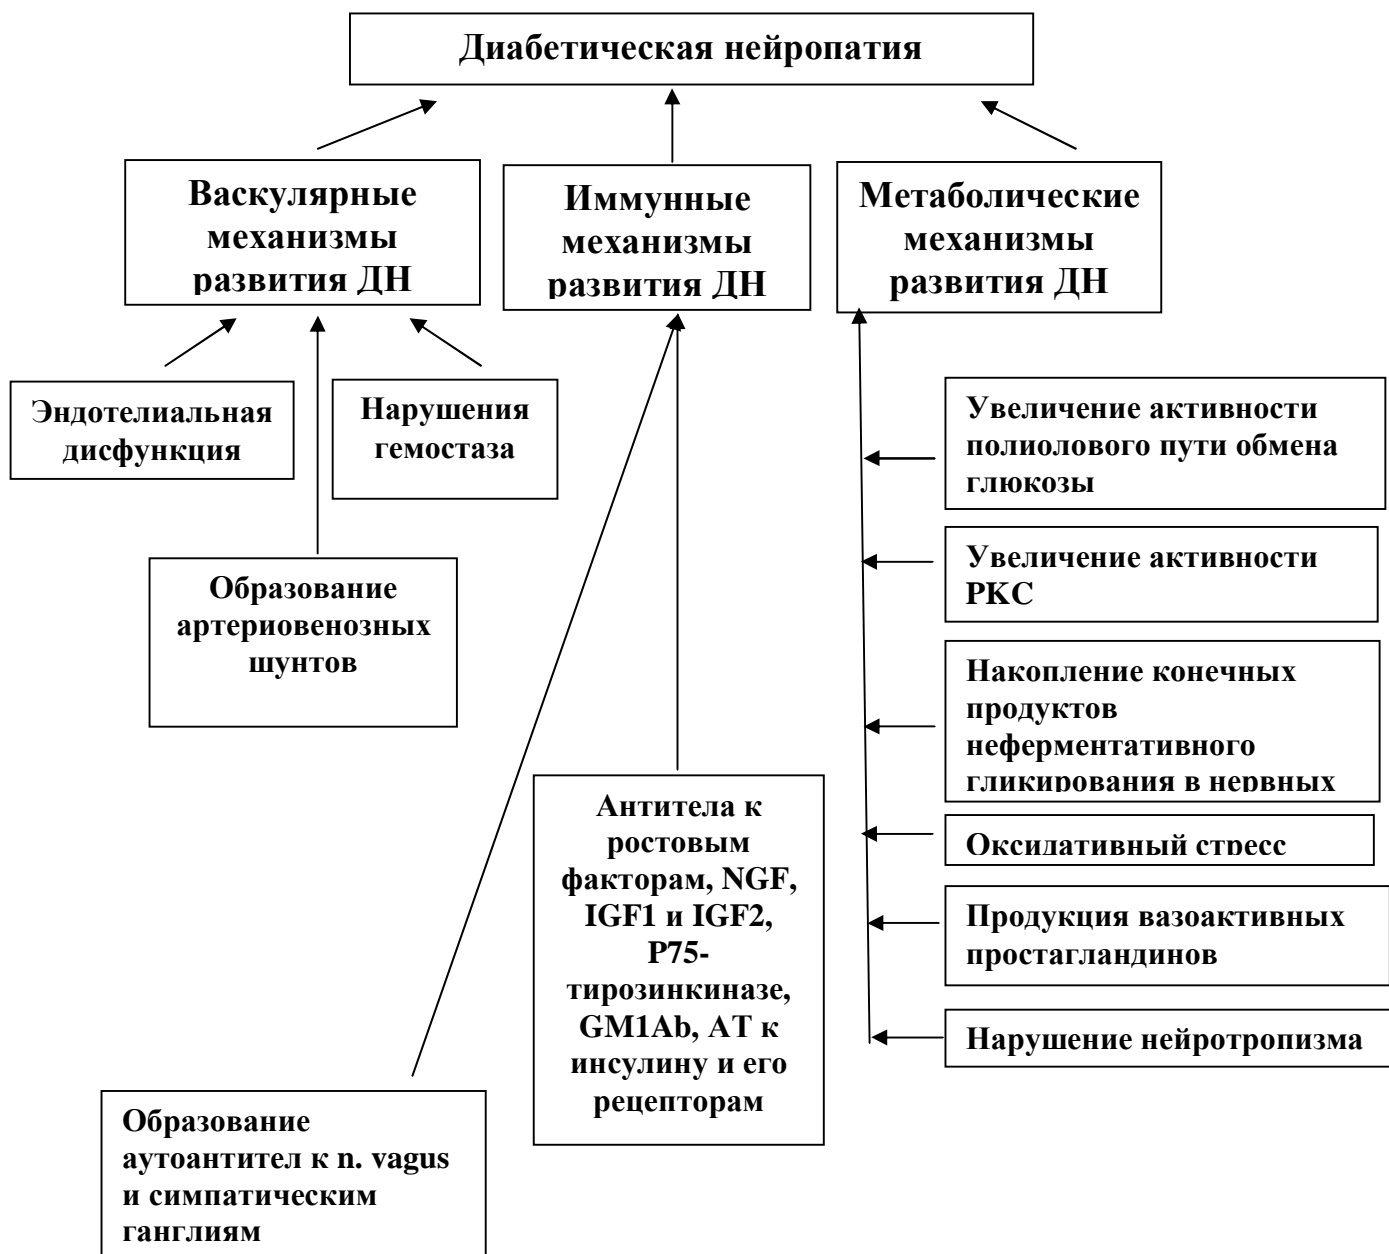 Диабетическая нейропатия
Васкулярные
механизмы
развития ДН
Иммунные
механизмы
развития ДН
Метаболические
механизмы
развития ДН
Эндотелиальная
дисфункция
Нарушения
гемостаза
Образование
артериовенозных
шунтов
Увеличение активности
полиолового пути обмена
глюкозы
Увеличение активности
PKC
Накопление конечных
продуктов
неферментативного
гликирования в нервных
Оксидативный стресс
Продукция вазоактивных
простагландинов
Нарушение нейротропизма
Антитела к
ростовым
факторам, NGF,
IGF1 и IGF2,
P75-
тирозинкиназе,
GM1Ab, АТ к
инсулину и его
рецепторам
Образование
аутоантител к n. vagus
и симпатическим
ганглиям